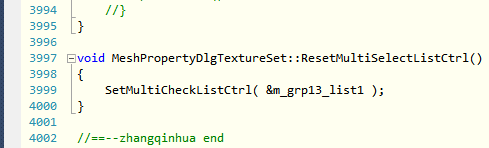 3994 //}
3995 }
3996
3997 void MeshPropertyDlgTextureSet::ResetMultiSelectListCtrl()
3998 {
3999 SetMultiCheckListCtrl( &m_grp13_list1 );
4000 }
4001
4002 //==--zhangqinhua end